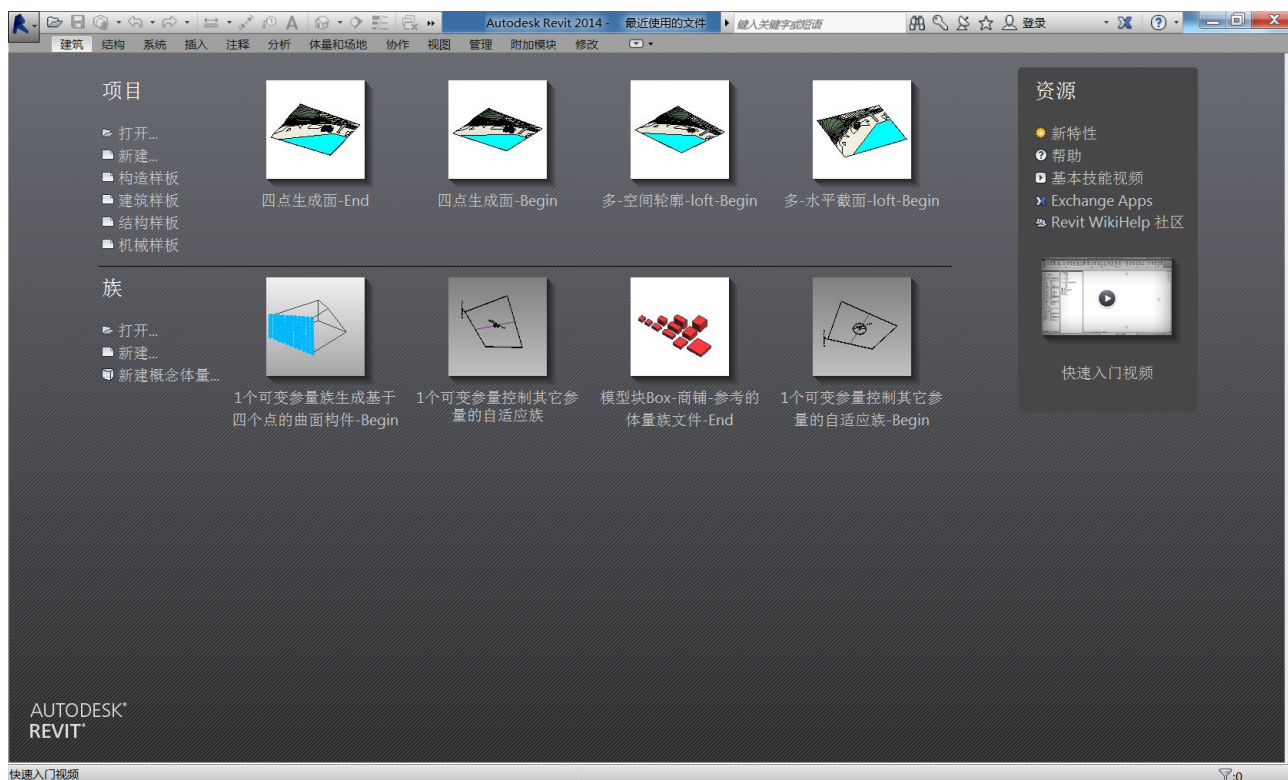 Autodesk Revit 2014 - 最近使用的文件 键入关键字或短语 登录
建筑 结构 系统 插入 注释 分析 体量和场地 协作 视图 管理 附加模块 修改
项目
打开...
新建...
构造样板
建筑样板
结构样板
机械样板
四点生成面-End
四点生成面-Begin
多-空间轮廓-loft-Begin
多-水平截面-loft-Begin
族
打开...
新建...
新建概念体量...
1个可变参量族生成基于
四个点的曲面构件-Begin
1个可变参量控制其它参
量的自适应族
模型块Box-商铺-参考的
体量族文件-End
1个可变参量控制其它参
量的自适应族-Begin
资源
新特性
帮助
基本技能视频
Exchange Apps
Revit WikiHelp 社区
快速入门视频
AUTODESK®
REVIT®
快速入门视频
:0